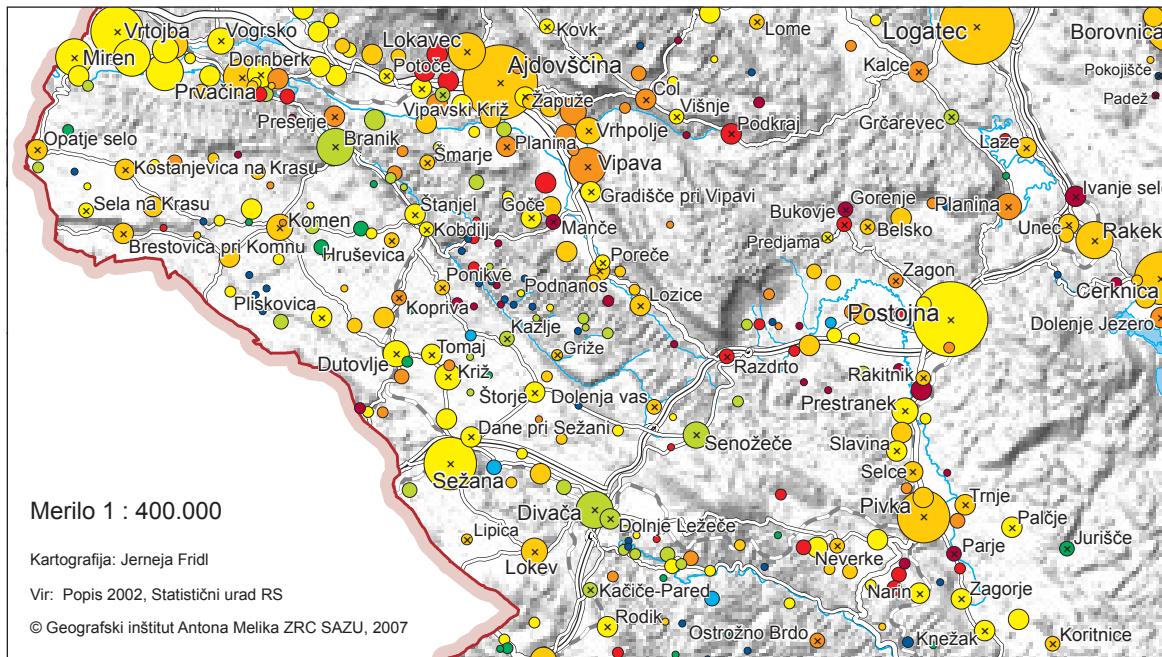 Vrtojba
Vogrsko
Lokavec
Kovk
Lome
Logatec
Borovnica
Miren
Potoče
Ajdovščina
Kalce
Pokojišče
Dornberk
Prvačina
Vipavski Križ
Žapuže
Col
Višnje
Padež
Preserje
Podkraj
Grčarevec
Opatje selo
Branik
Planina
Vrhpolje
Laze
Kostanjevica na Krasu
Šmarje
Vipava
Gradišče pri Vipavi
Ivanje selo
Sela na Krasu
Štanjel
Goče
Gorenje
Planina
Bukovje
Komen
Kobdilj
Manče
Belsko
Unec
Rakek
Brestovica pri Komnu
Predjama
Hruševica
Poreče
Ponikve
Podnanos
Zagon
Cerknica
Pliskovica
Kopriva
Lozice
Postojna
Dolenje Jezero
Kazlje
Tomaj
Griže
Dutovlje
Razdrto
Križ
Rakitnik
Štorje
Dolenja vas
Prestranek
Dane pri Sežani
Senožeče
Slavina
Sežana
Selce
Merilo 1 : 400.000
Divača
Pivka
Trnje
Dolnje Ležeče
Palčje
Lipica
Jurišče
Kartografija: Jerneja Fridl
Lokev
Neverke
Parje
Vir: Popis 2002, Statistični urad RS
Kačiče-Pared
Narin
Zagorje
© Geografski inštitut Antona Melika ZRC SAZU, 2007
Rodik
Ostrožno Brdo
Knežak
Koritnice